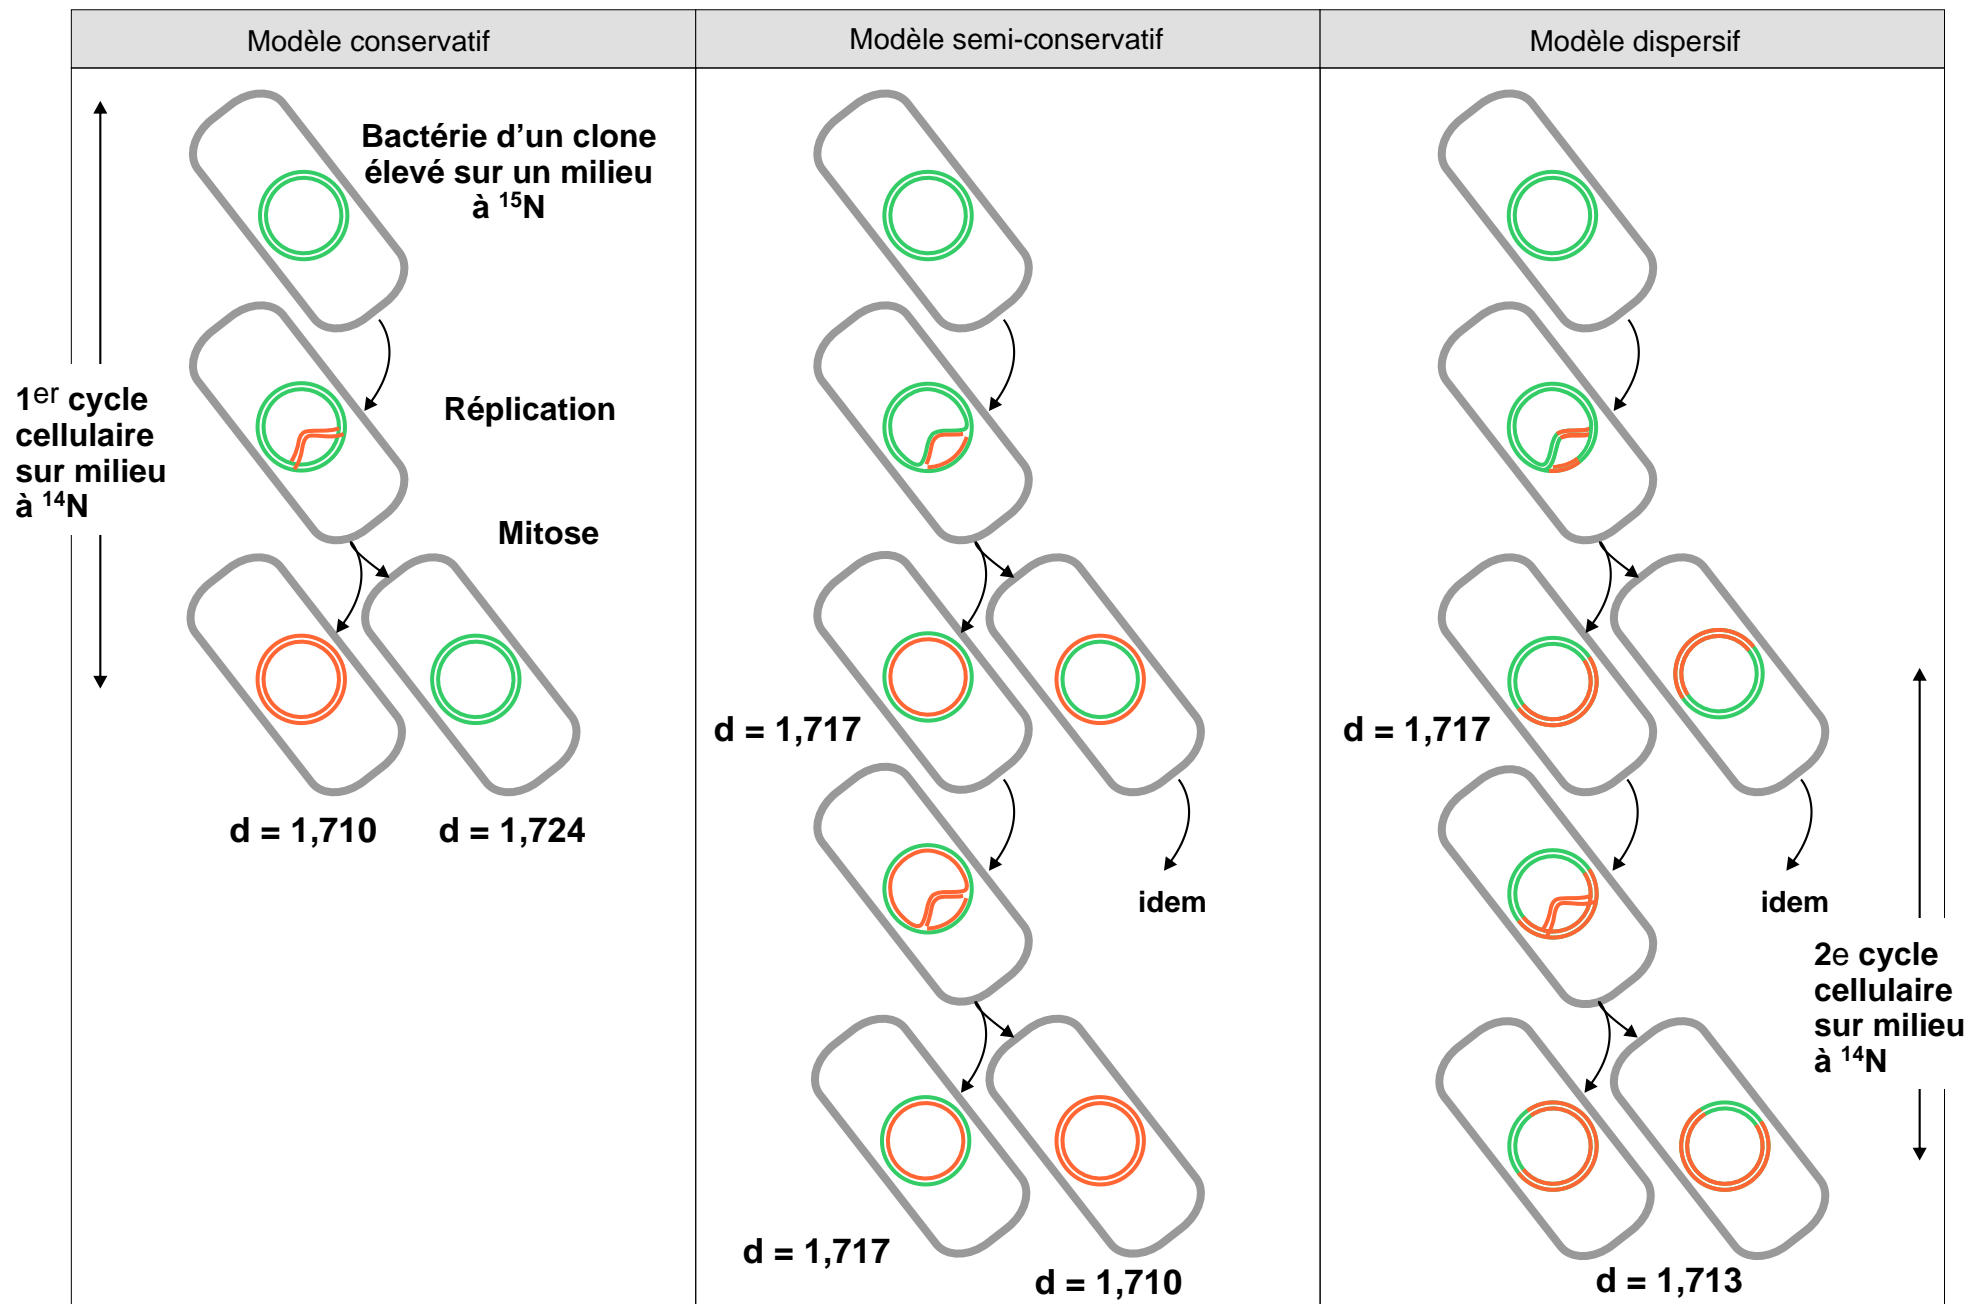 Modèle conservatif
Modèle semi-conservatif
Modèle dispersif
Bactérie d’un clone
élevé sur un milieu
à 15N
1er cycle
cellulaire
sur milieu
à 14N
Réplication
Mitose
d = 1,710
d = 1,724
d = 1,717
idem
d = 1,717
d = 1,710
d = 1,717
idem
2e cycle
cellulaire
sur milieu
à 14N
d = 1,713